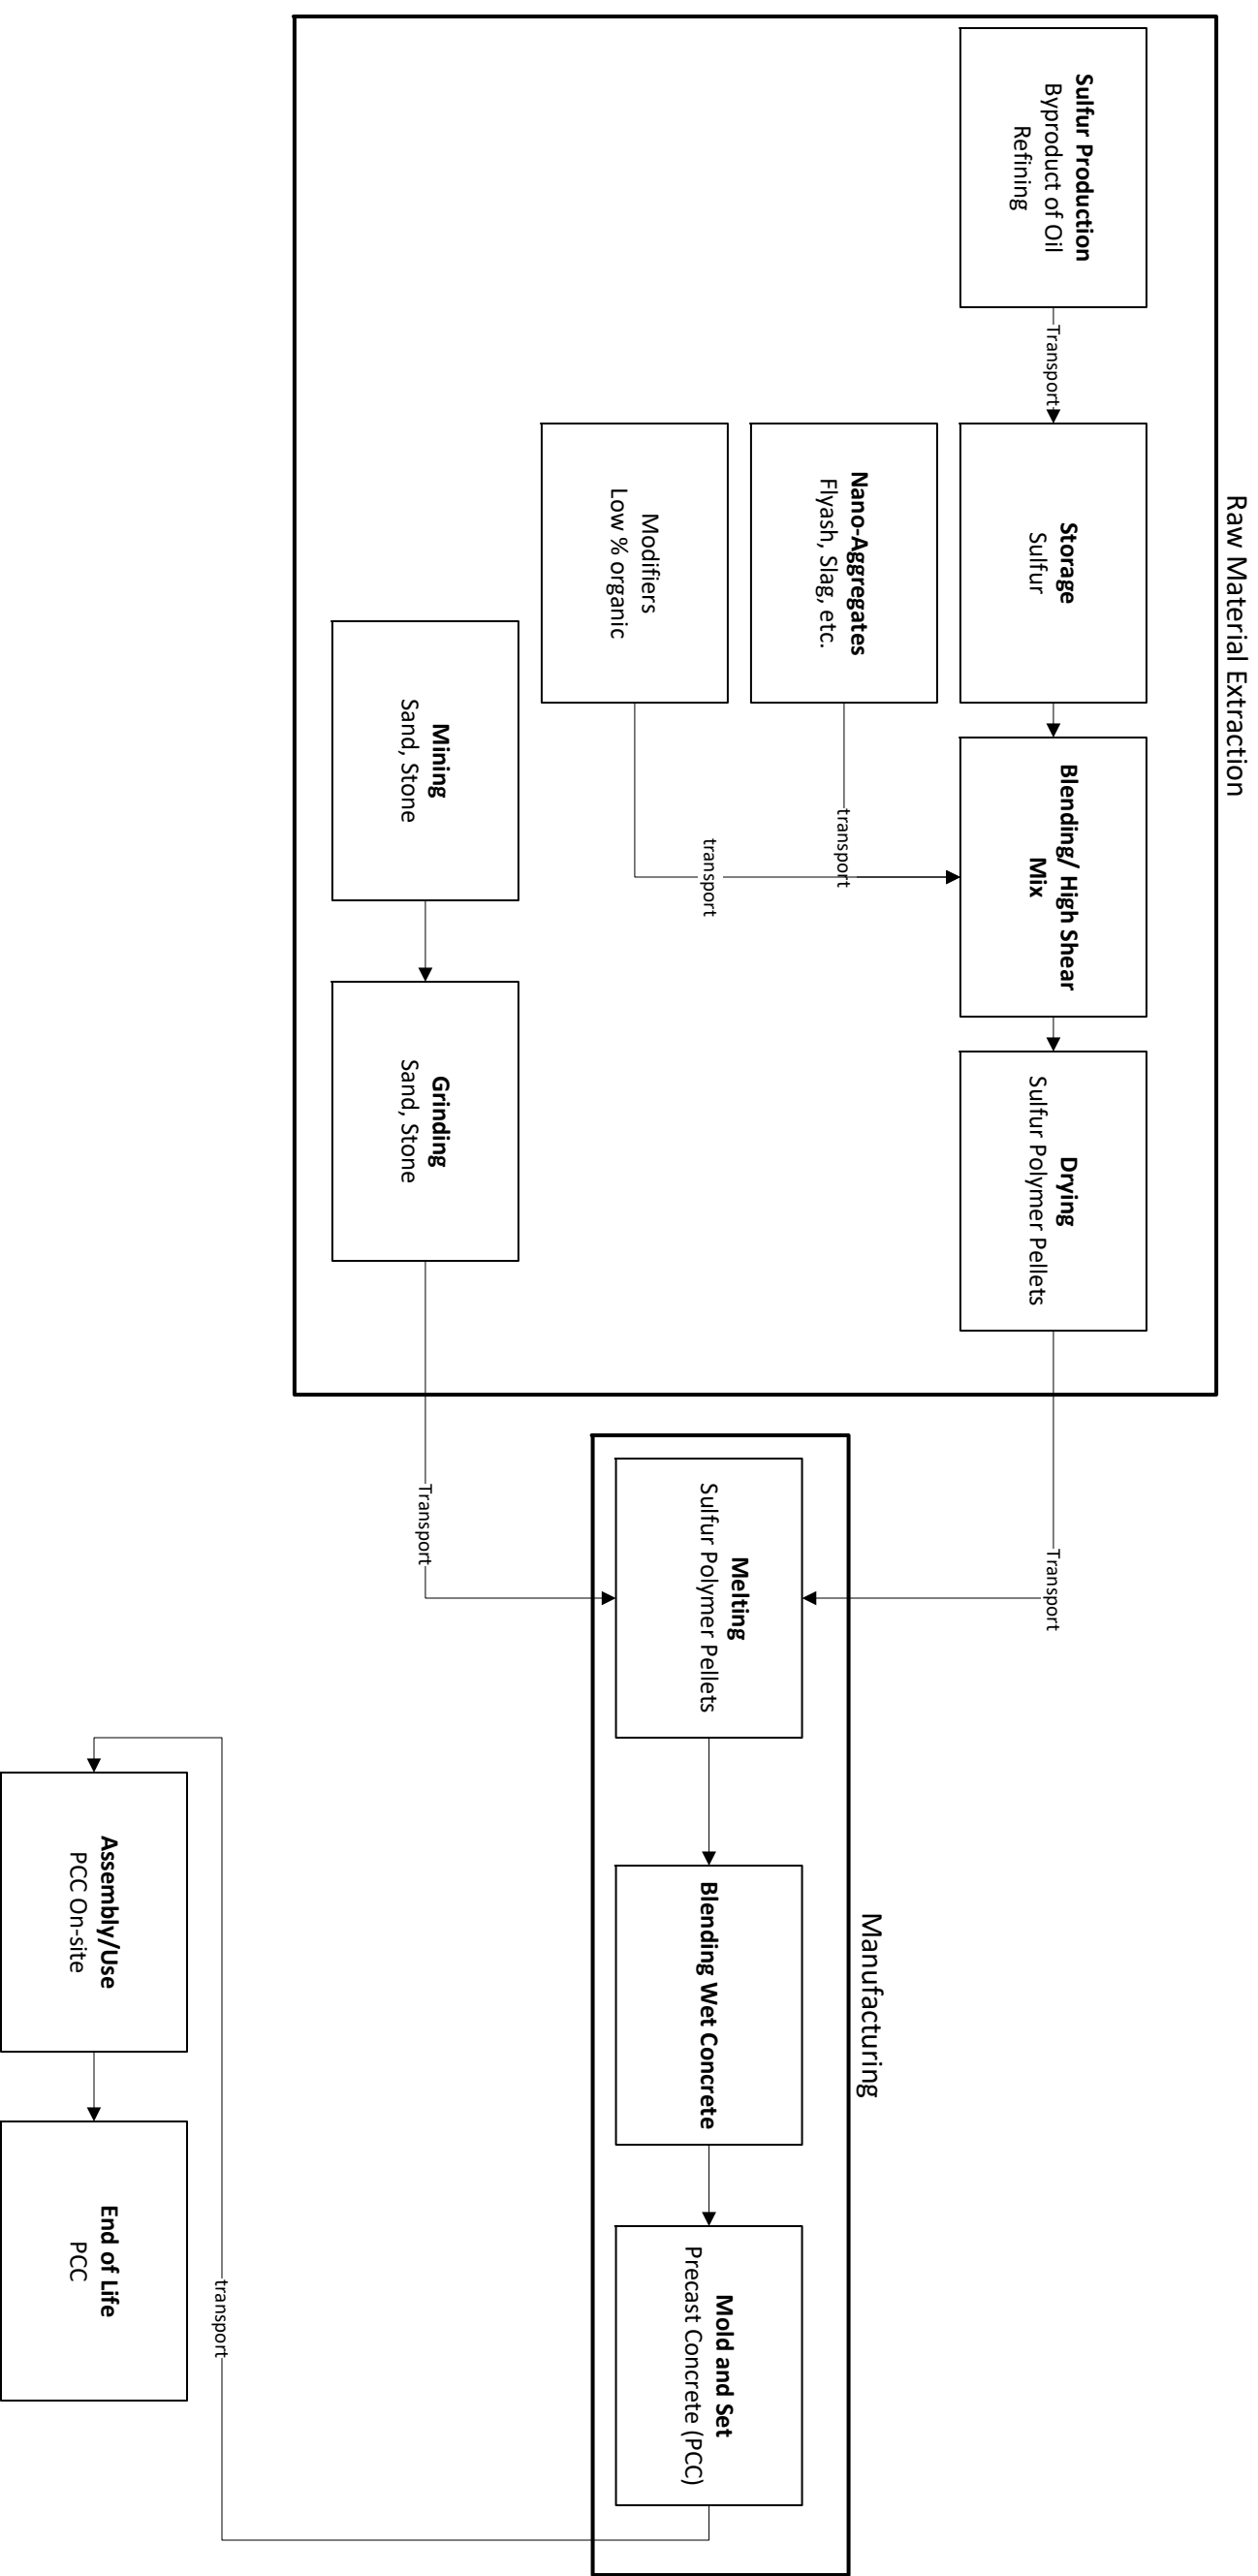 Raw Material Extraction
Sulfur Production
Byproduct of Oil
Refining
Transport
Storage
Sulfur
Blending/ High Shear
Mix
Drying
Sulfur Polymer Pellets
Transport
Nano-Aggregates
Flyash, Slag, etc.
transport
Modifiers
Low % organic
transport
Mining
Sand, Stone
Grinding
Sand, Stone
Transport
Manufacturing
Melting
Sulfur Polymer Pellets
Blending Wet Concrete
Mold and Set
Precast Concrete (PCC)
transport
Assembly/Use
PCC On-site
End of Life
PCC